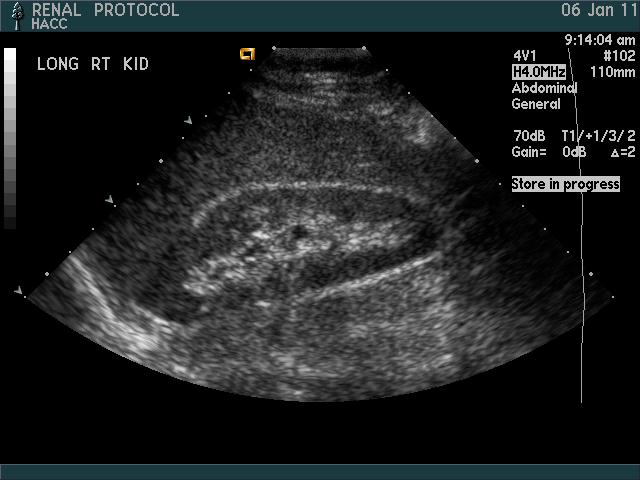 RENAL PROTOCOL
HACC
06 Jan 11
9:14:04 am
4V1 #102
H4.0MHz 110mm
Abdominal
General
70dB T1/+1/3/2
Gain= 0dB Δ=2
Store in progress
LONG RT KID